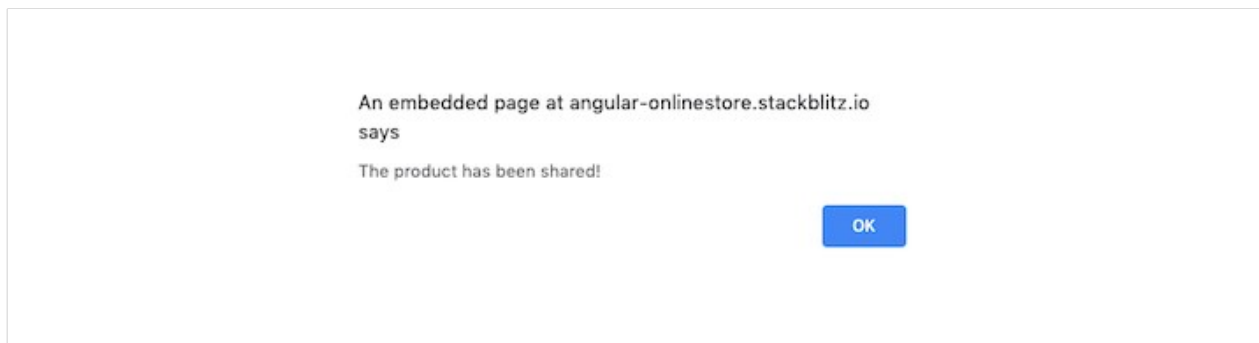 An embedded page at angular-onlinestore.stackblitz.io
says
The product has been shared!
OK